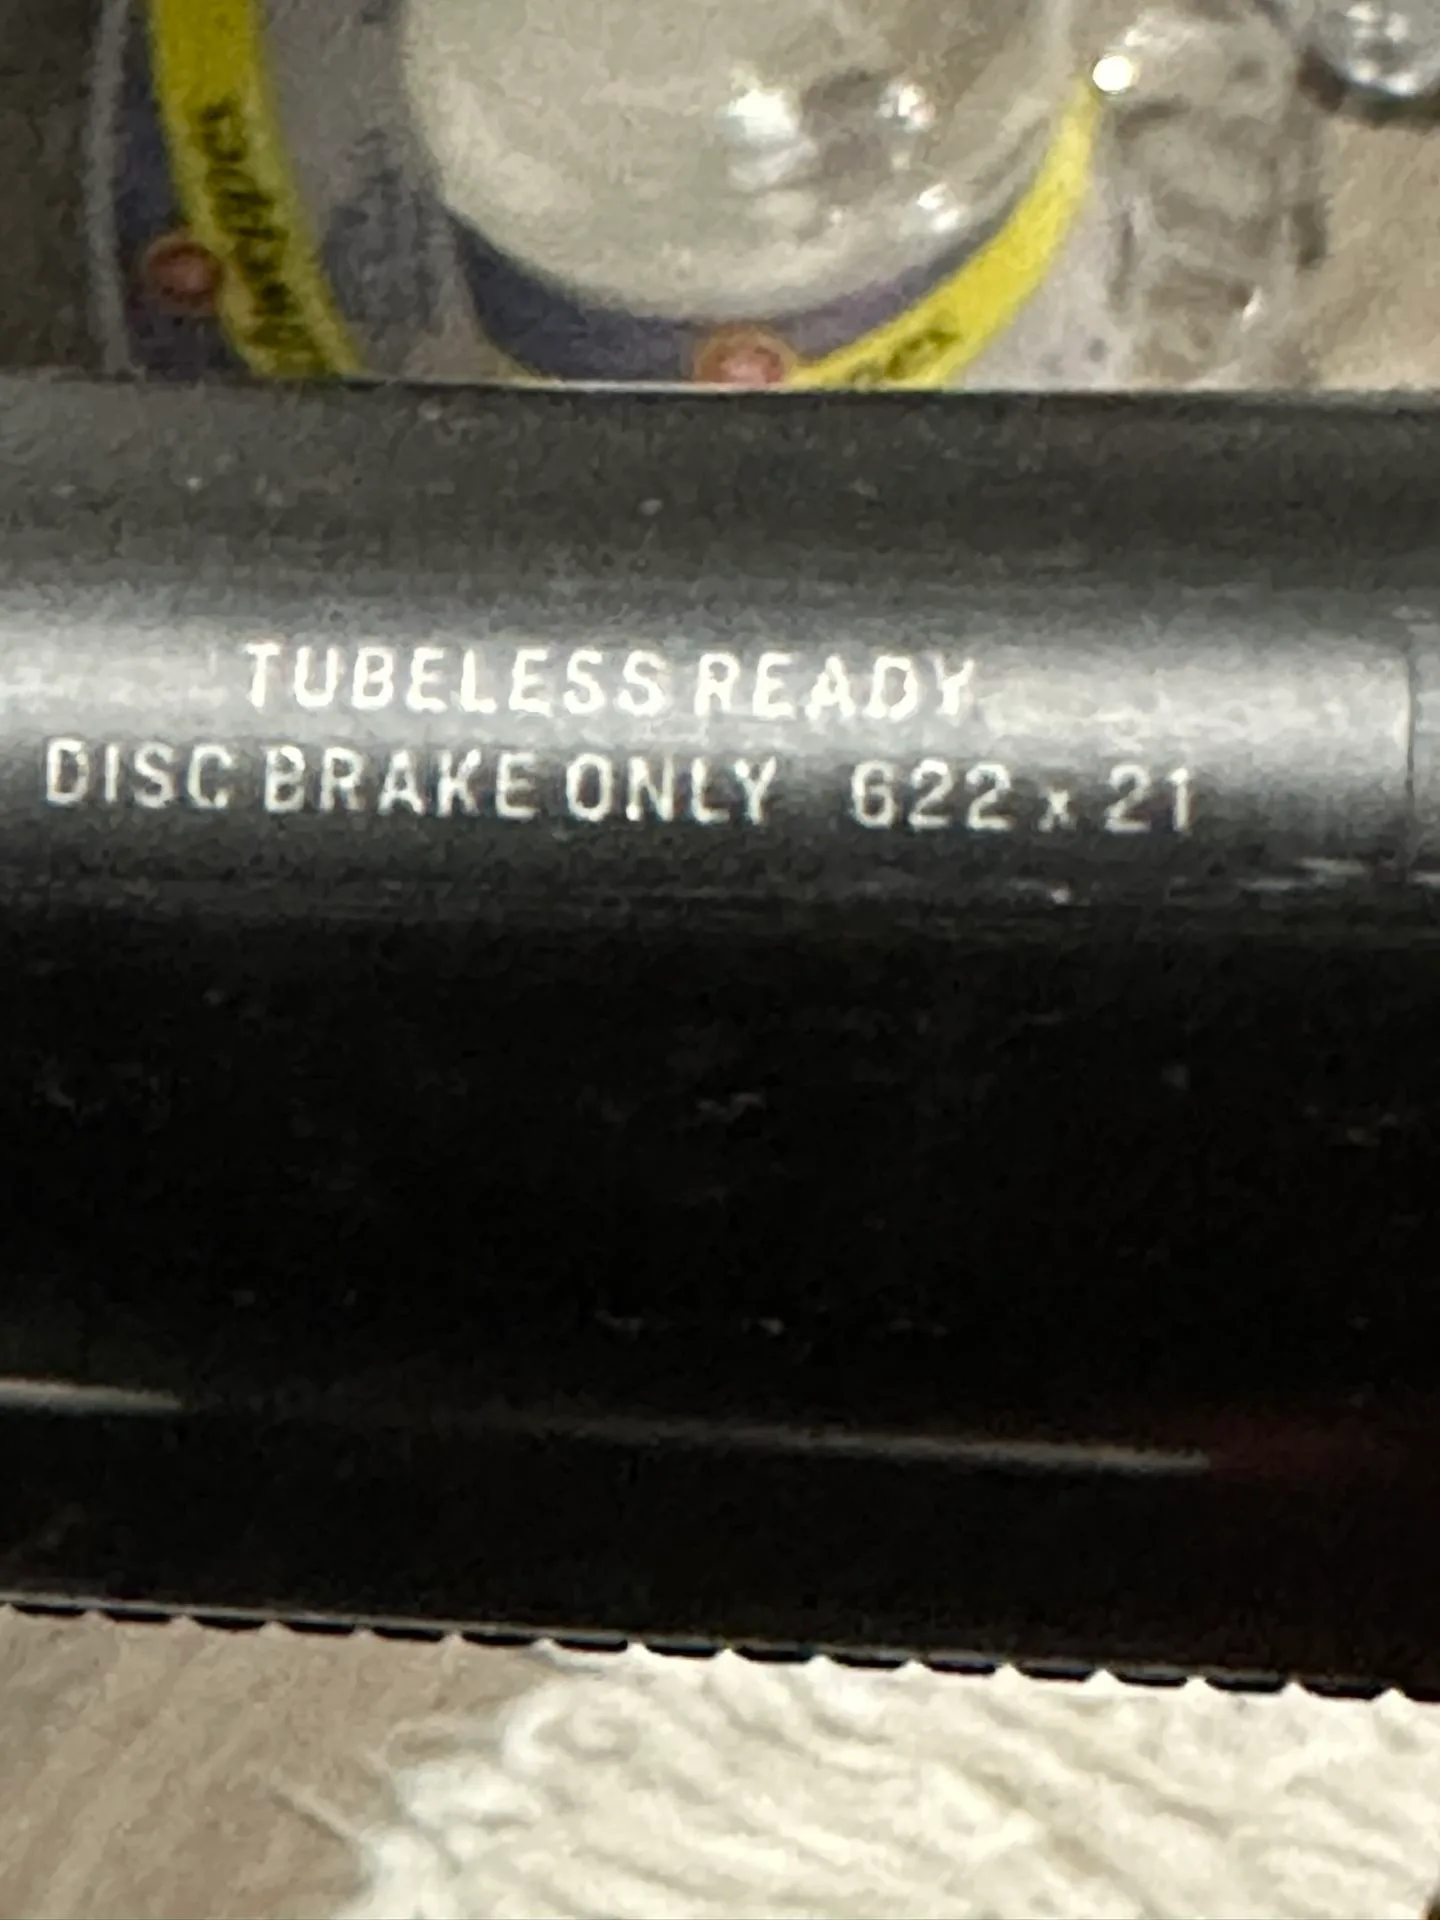 TUBELESS READY
DISC BRAKE ONLY 622 x 21